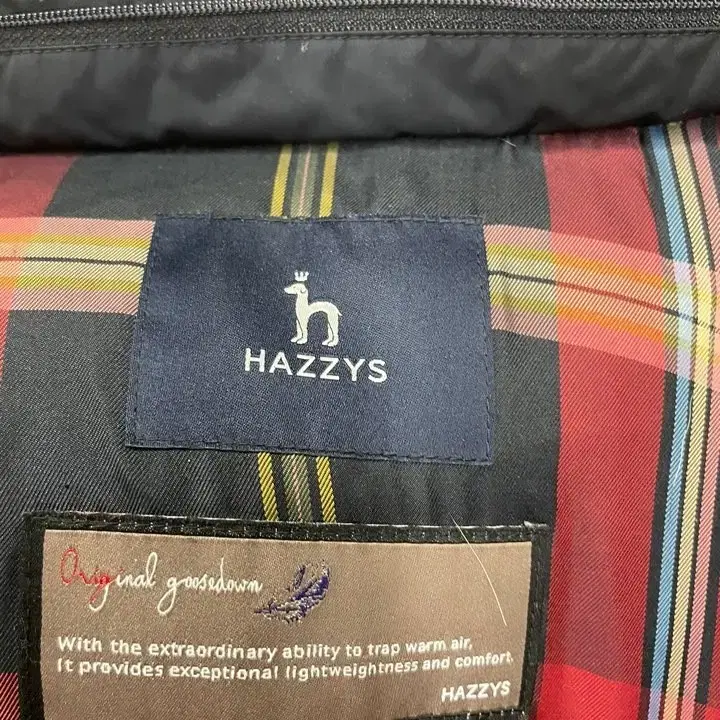 HAZZYS
Original goosedown
With the extraordinary ability to trap warm air,
It provides exceptional lightweightness and comfort.
HAZZYS